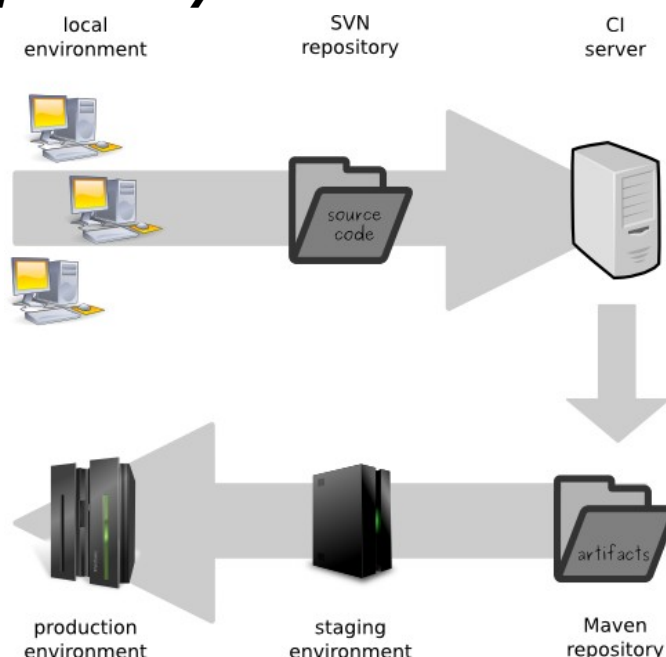 local
environment
SVN
repository
CI
server
source
code
artifacts
production
environment
staging
environment
Maven
repository